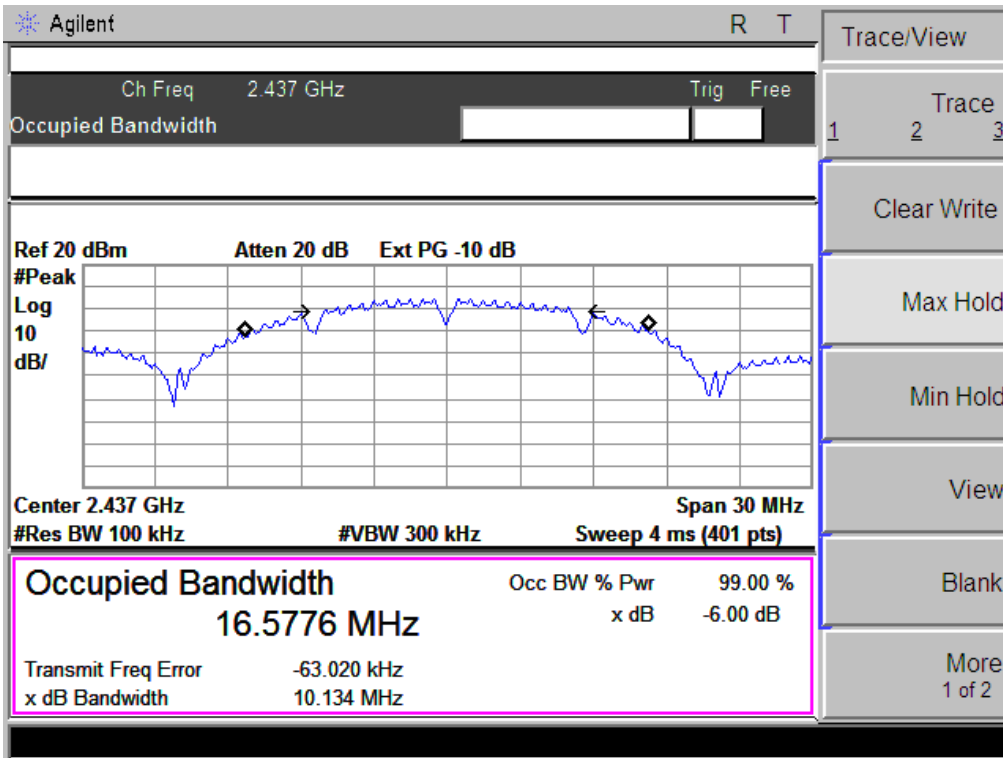 Agilent R T
Ch Freq 2.437 GHz Trig Free
Occupied Bandwidth
Ref 20 dBm Atten 20 dB Ext PG -10 dB
#Peak
Log
10
dB/
Center 2.437 GHz Span 30 MHz
#Res BW 100 kHz #VBW 300 kHz Sweep 4 ms (401 pts)
Occupied Bandwidth Occ BW % Pwr 99.00 %
16.5776 MHz x dB -6.00 dB
Transmit Freq Error -63.020 kHz
x dB Bandwidth 10.134 MHz
Trace/View
Trace
1 2 3
Clear Write
Max Hold
Min Hold
View
Blank
More
1 of 2